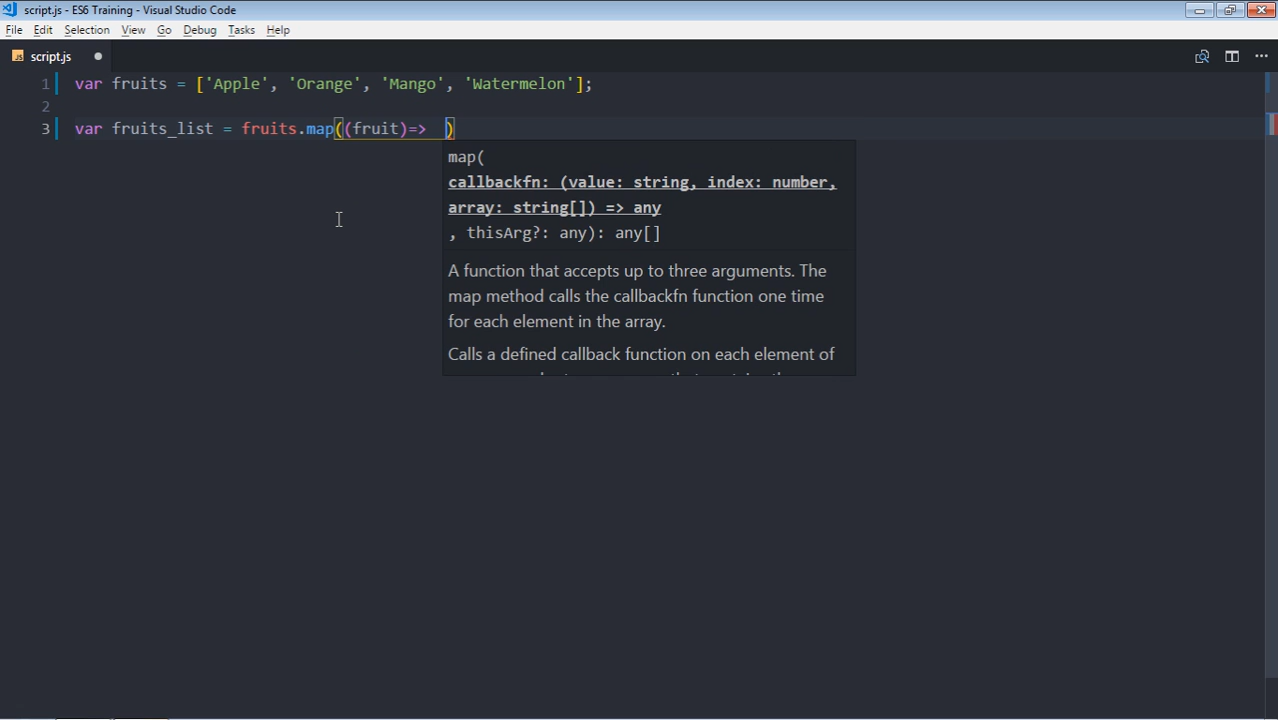 script.js - ES6 Training - Visual Studio Code
File Edit Selection View Go Debug Tasks Help
JS script.js
1 var fruits = ['Apple', 'Orange', 'Mango', 'Watermelon'];
2
3 var fruits_list = fruits.map((fruit)=>  )
map(
callbackfn: (value: string, index: number,
array: string[]) => any
, thisArg?: any): any[]
A function that accepts up to three arguments. The
map method calls the callbackfn function one time
for each element in the array.
Calls a defined callback function on each element of